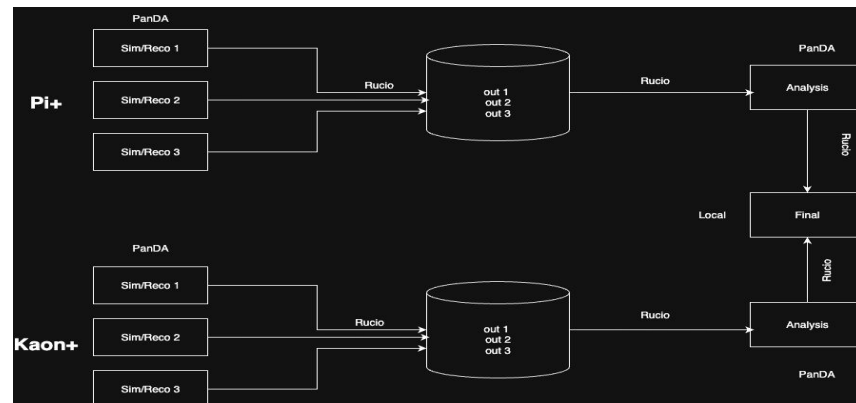 PanDA
Sim/Reco 1
Pi+
Sim/Reco 2
Sim/Reco 3
Rucio
out 1
out 2
out 3
Rucio
PanDA
Analysis
Rucio
Local
Final
PanDA
Sim/Reco 1
Kaon+
Sim/Reco 2
Sim/Reco 3
Rucio
out 1
out 2
out 3
Rucio
Rucio
Analysis
PanDA